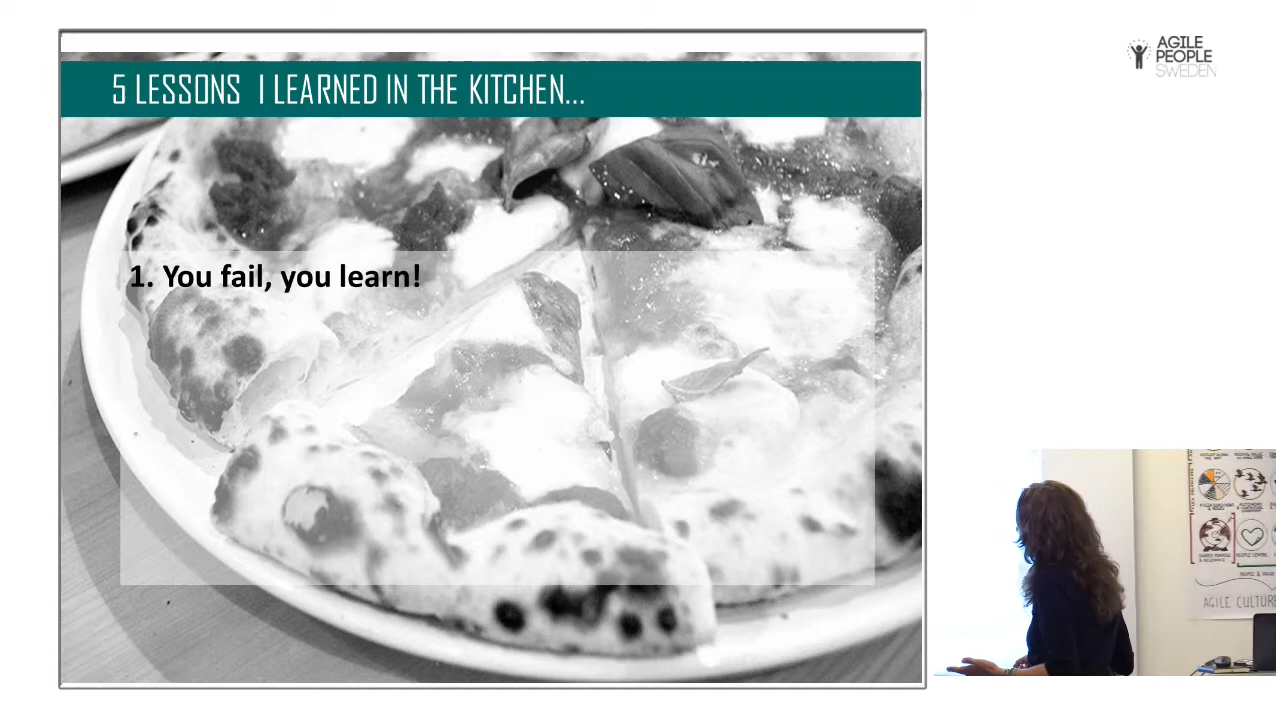 5 LESSONS I LEARNED IN THE KITCHEN...
AGILE
PEOPLE
SWEDEN
1. You fail, you learn!
AGILE CULTURE